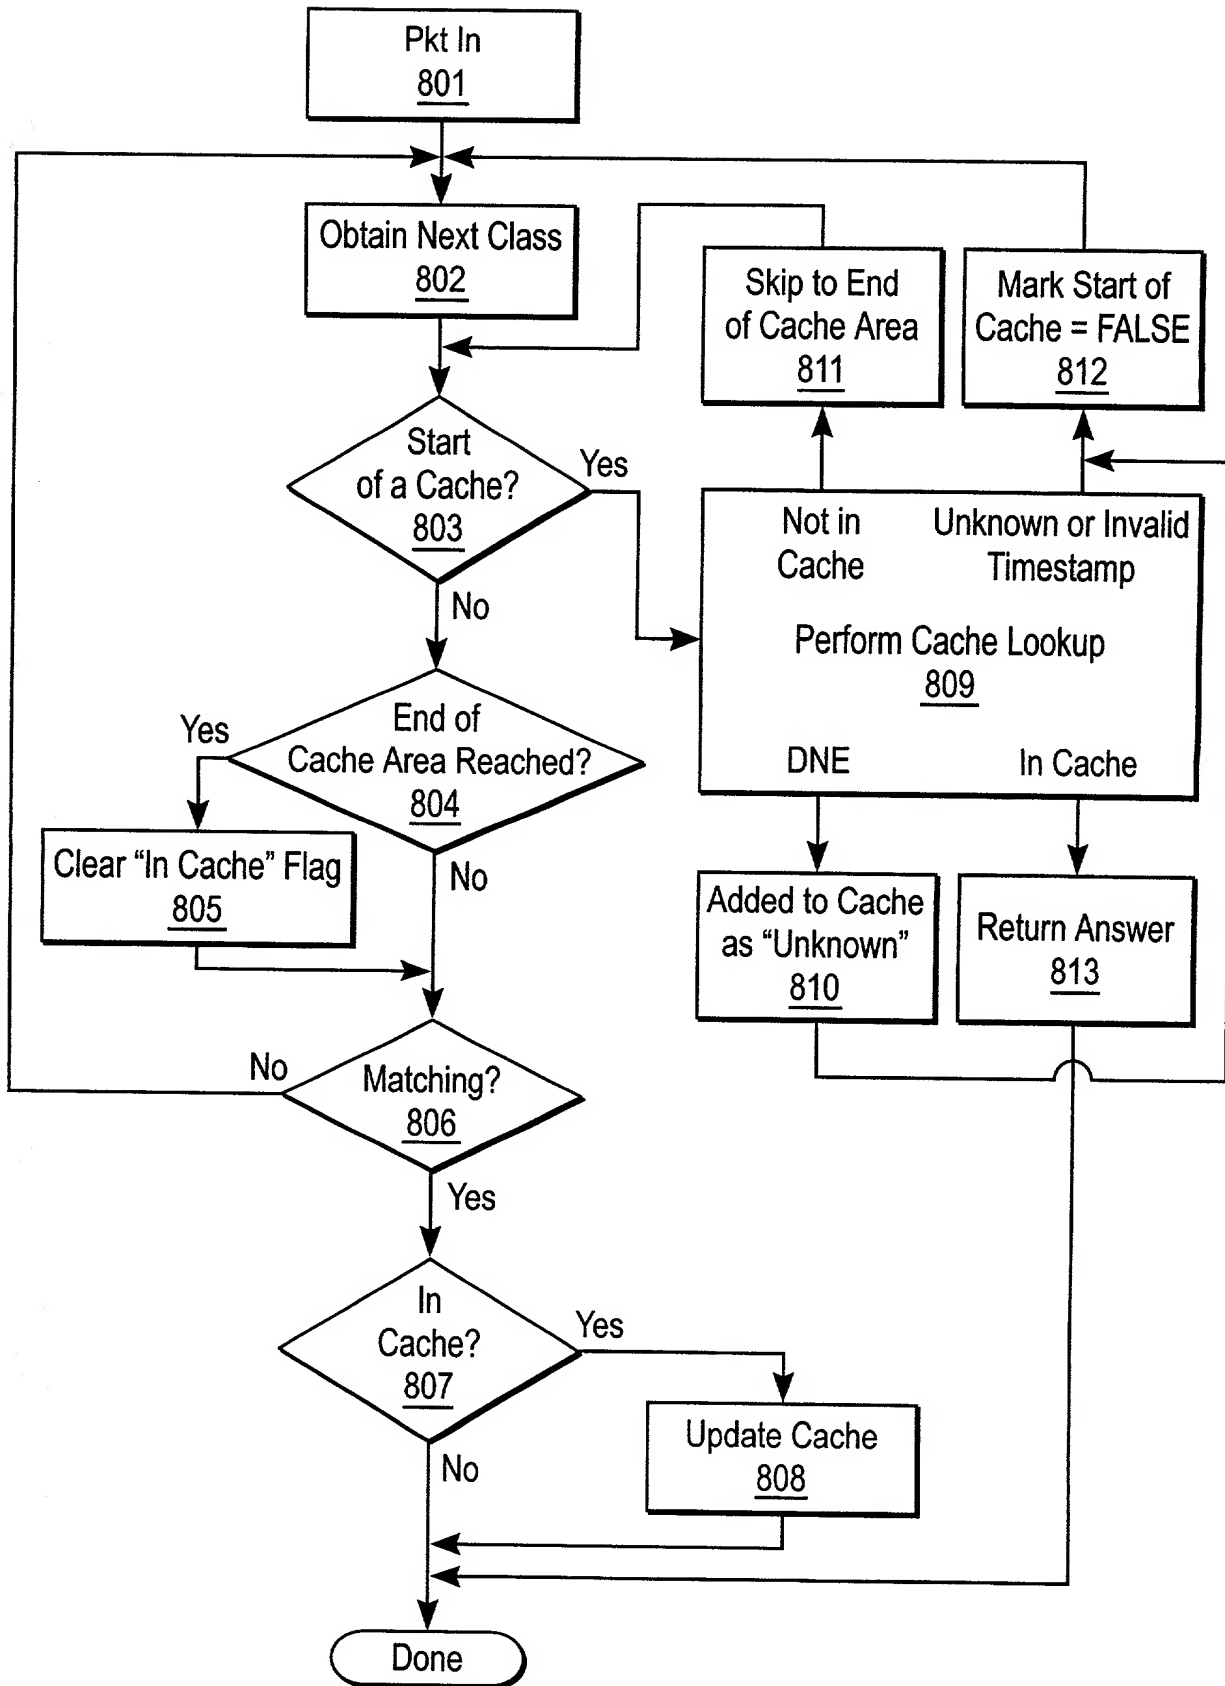 Pkt In
801
Obtain Next Class
802
Skip to End
of Cache Area
811
Mark Start of
Cache = FALSE
812
Start
of a Cache?
803
Yes
No
Not in
Cache
Unknown or Invalid
Timestamp
Perform Cache Lookup
809
DNE
In Cache
End of
Cache Area Reached?
804
Yes
No
Clear “In Cache” Flag
805
Added to Cache
as “Unknown”
810
Return Answer
813
Matching?
806
No
Yes
In
Cache?
807
Yes
No
Update Cache
808
Done